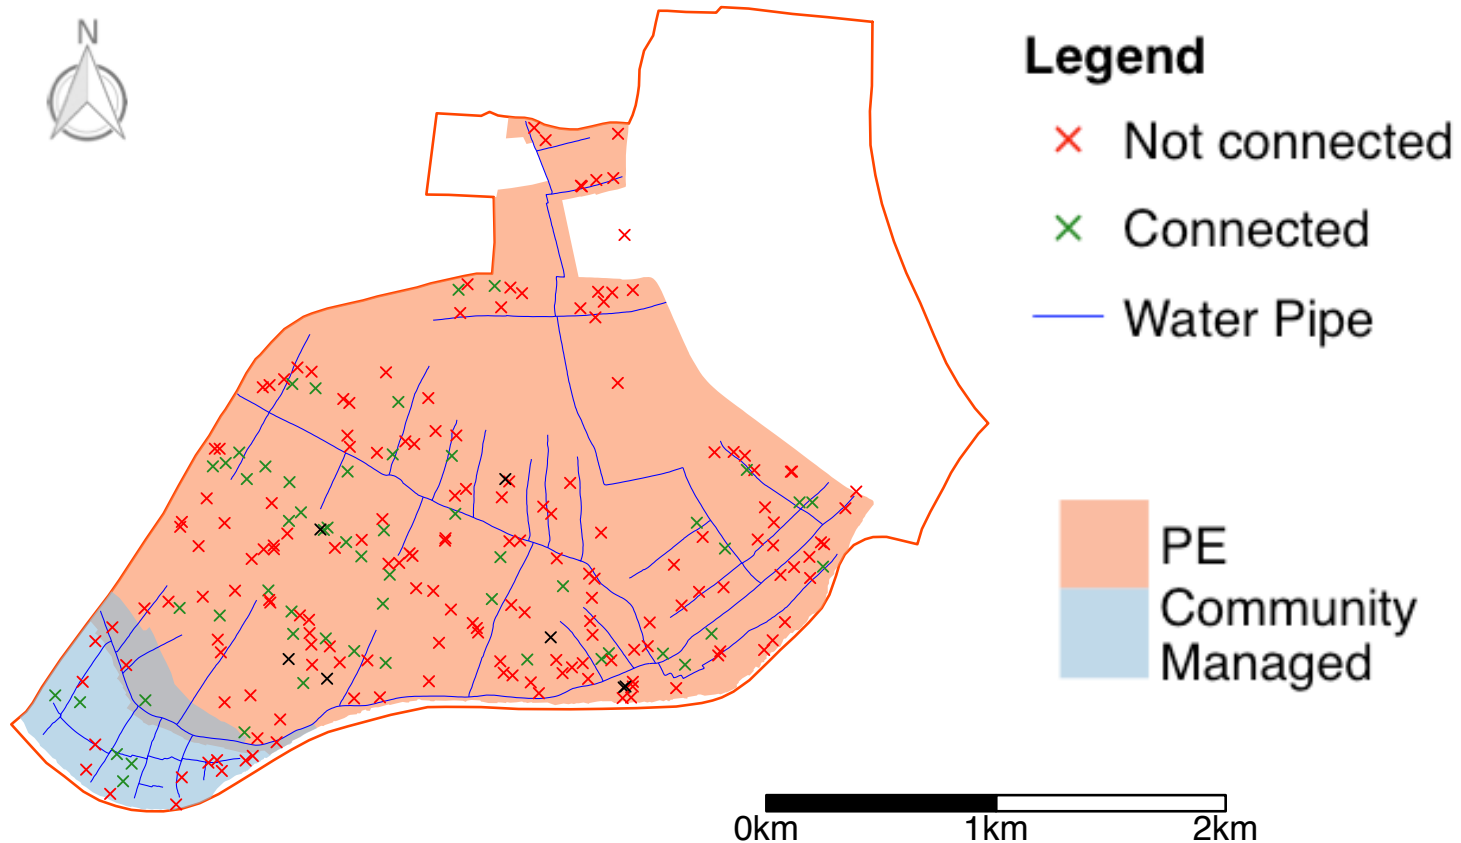 N
Legend
Not connected
Connected
Water Pipe
PE
Community
Managed
0km 1km 2km